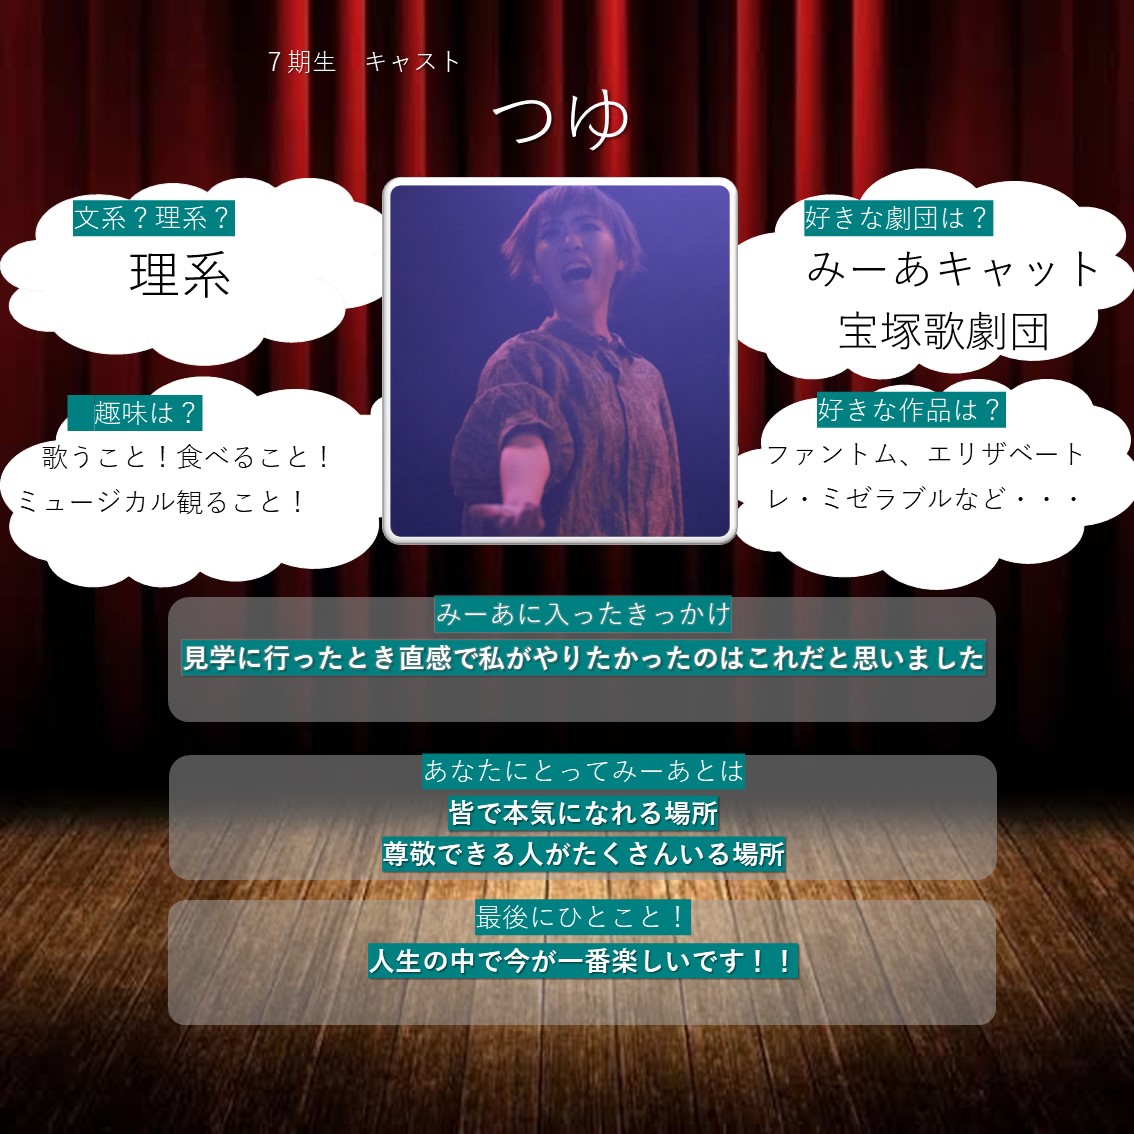 ７期生　キャスト
つゆ
文系？理系？
理系
趣味は？
歌うこと！食べること！
ミュージカル観ること！
好きな劇団は？
みーあキャット
宝塚歌劇団
好きな作品は？
ファントム、エリザベート
レ・ミゼラブルなど・・・
みーあに入ったきっかけ
見学に行ったとき直感で私がやりたかったのはこれだと思いました
あなたにとってみーあとは
皆で本気になれる場所
尊敬できる人がたくさんいる場所
最後にひとこと！
人生の中で今が一番楽しいです！！